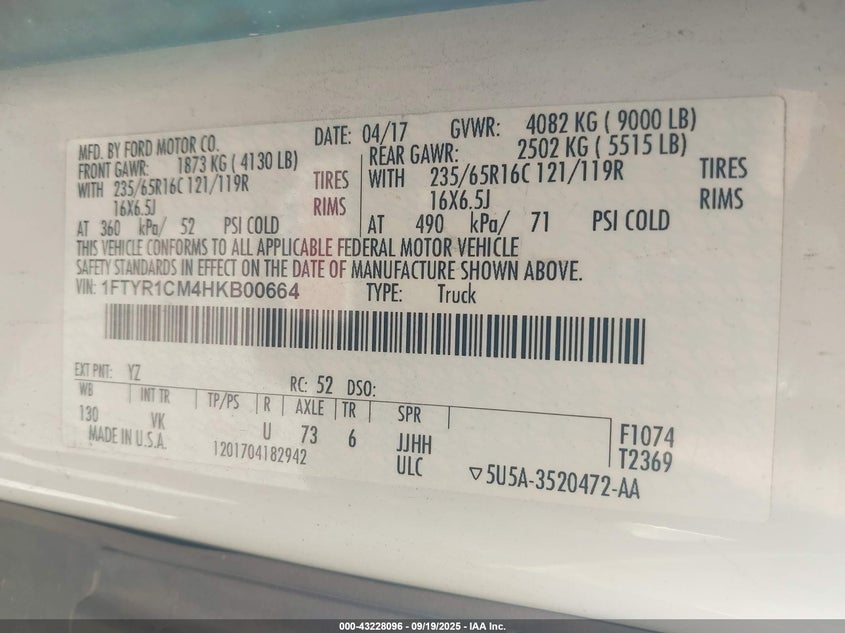 MFD. BY FORD MOTOR CO. DATE: 04/17 GVWR: 4082 KG ( 9000 LB)
FRONT GAWR: 1873 KG ( 4130 LB) REAR GAWR: 2502 KG ( 5515 LB)
WITH 235/65R16C 121/119R TIRES WITH 235/65R16C 121/119R TIRES
16X6.5J RIMS 16X6.5J RIMS
AT 360 kPa/ 52 PSI COLD AT 490 kPa/ 71 PSI COLD
THIS VEHICLE CONFORMS TO ALL APPLICABLE FEDERAL MOTOR VEHICLE
SAFETY STANDARDS IN EFFECT ON THE DATE OF MANUFACTURE SHOWN ABOVE.
VIN: 1FTYR1CM4HKB00664 TYPE: Truck
EXT PNT: YZ RC: 52 DSO:
WB INT TR TP/PS R AXLE TR SPR
130 VK U 73 6 JJHH F1074
MADE IN U.S.A. 1201704182942 ULC T2369
▽5U5A-3520472-AA
000-43228096 - 09/19/2025 - IAA Inc.